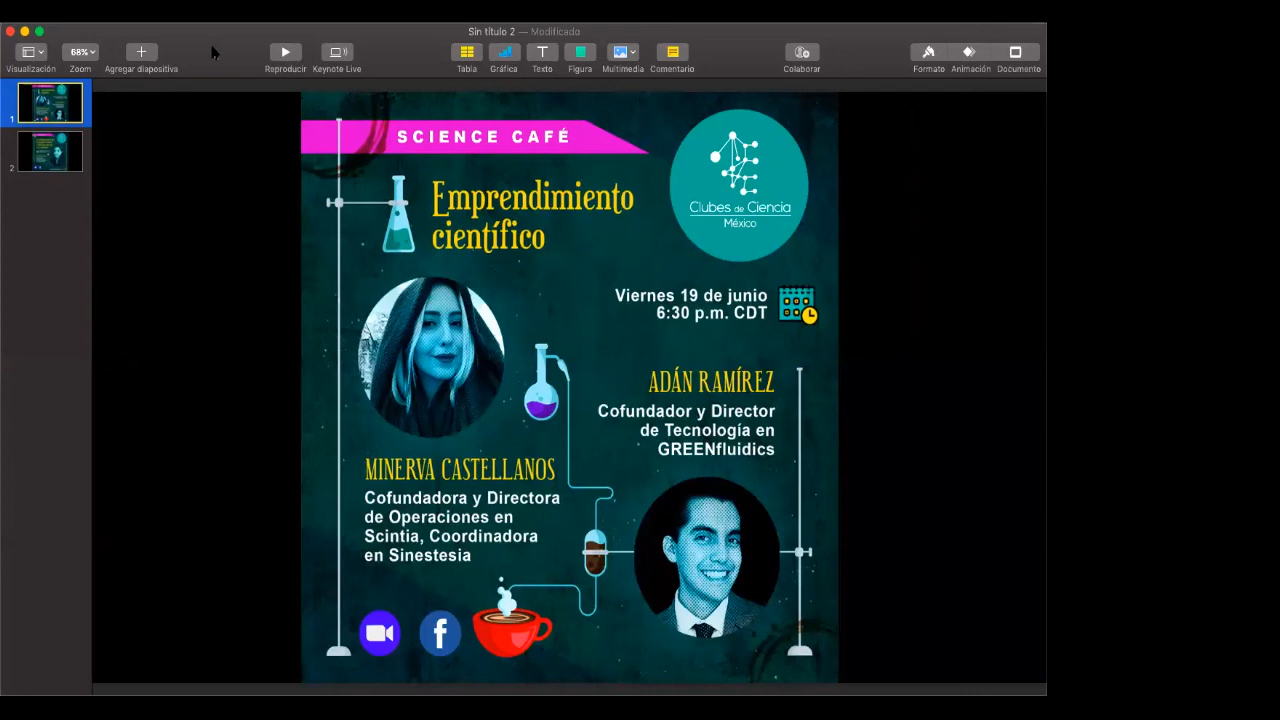 Sin título 2 — Modificado
68%
Visualización
Zoom
Agregar diapositiva
Reproducir
Keynote Live
Tabla
Gráfica
Texto
Figura
Multimedia
Comentario
Colaborar
Formato
Animación
Documento
1
2
SCIENCE CAFÉ
Emprendimiento
científico
Clubes de Ciencia
México
Viernes 19 de junio
6:30 p.m. CDT
ADÁN RAMÍREZ
Cofundador y Director
de Tecnología en
GREENfluidics
MINERVA CASTELLANOS
Cofundadora y Directora
de Operaciones en
Scintia, Coordinadora
en Sinestesia